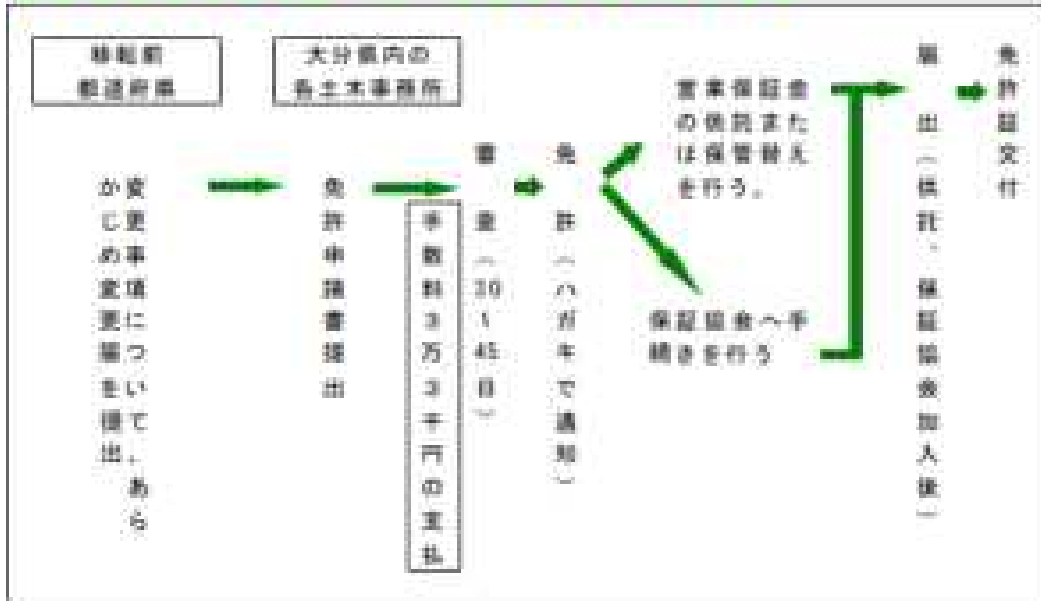 移転前
都道府県
大分県内の
各土木事務所
変更事項について、あら
かじめ変更届を提出
免許申請書提出
手数料3万3千円の支払
審査（30～45日）
免許（ハガキで通知）
営業保証金
の供託また
は保管替え
を行う。
保証協会へ手
続きを行う
届出（供託、保証協会加入後）
免許証交付